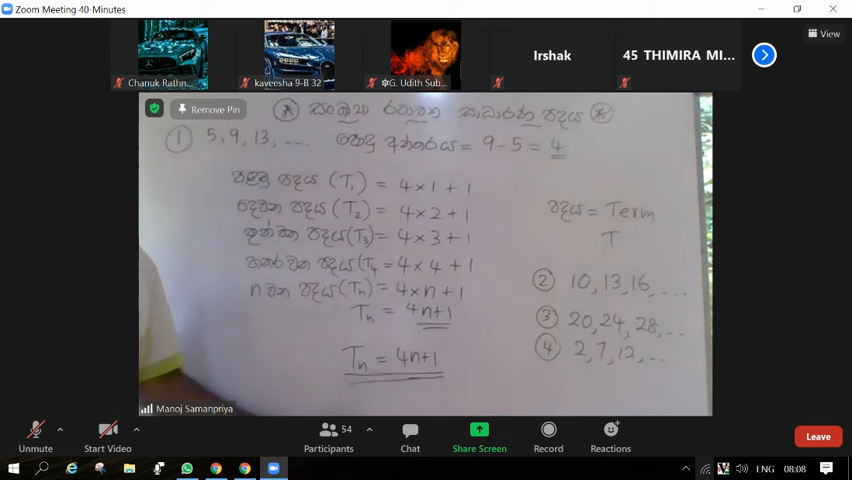 Zoom Meeting 40-Minutes
View
Chanuk Rathn...
kaveesha 9-B 32
G. Udith Sub...
Irshak
45 THIMIRA MI...
Remove Pin
සංඛ්‍යා රටාවක සාධාරණ පදය
① 5, 9, 13, ... පොදු අන්තරය = 9 - 5 = 4
පළමු පදය (T₁) = 4×1 + 1
දෙවන පදය (T₂) = 4×2 + 1
තුන්වන පදය (T₃) = 4×3 + 1
හතරවන පදය (T₄ = 4×4 + 1
n වන පදය (Tₙ) = 4×n + 1
Tₙ = 4n+1
Tₙ = 4n+1
පදය = Term
T
② 10, 13, 16, ...
③ 20, 24, 28, ...
④ 2, 7, 12, ...
Manoj Samanpriya
Unmute
Start Video
54
Participants
Chat
Share Screen
Record
Reactions
Leave
ENG
08:08